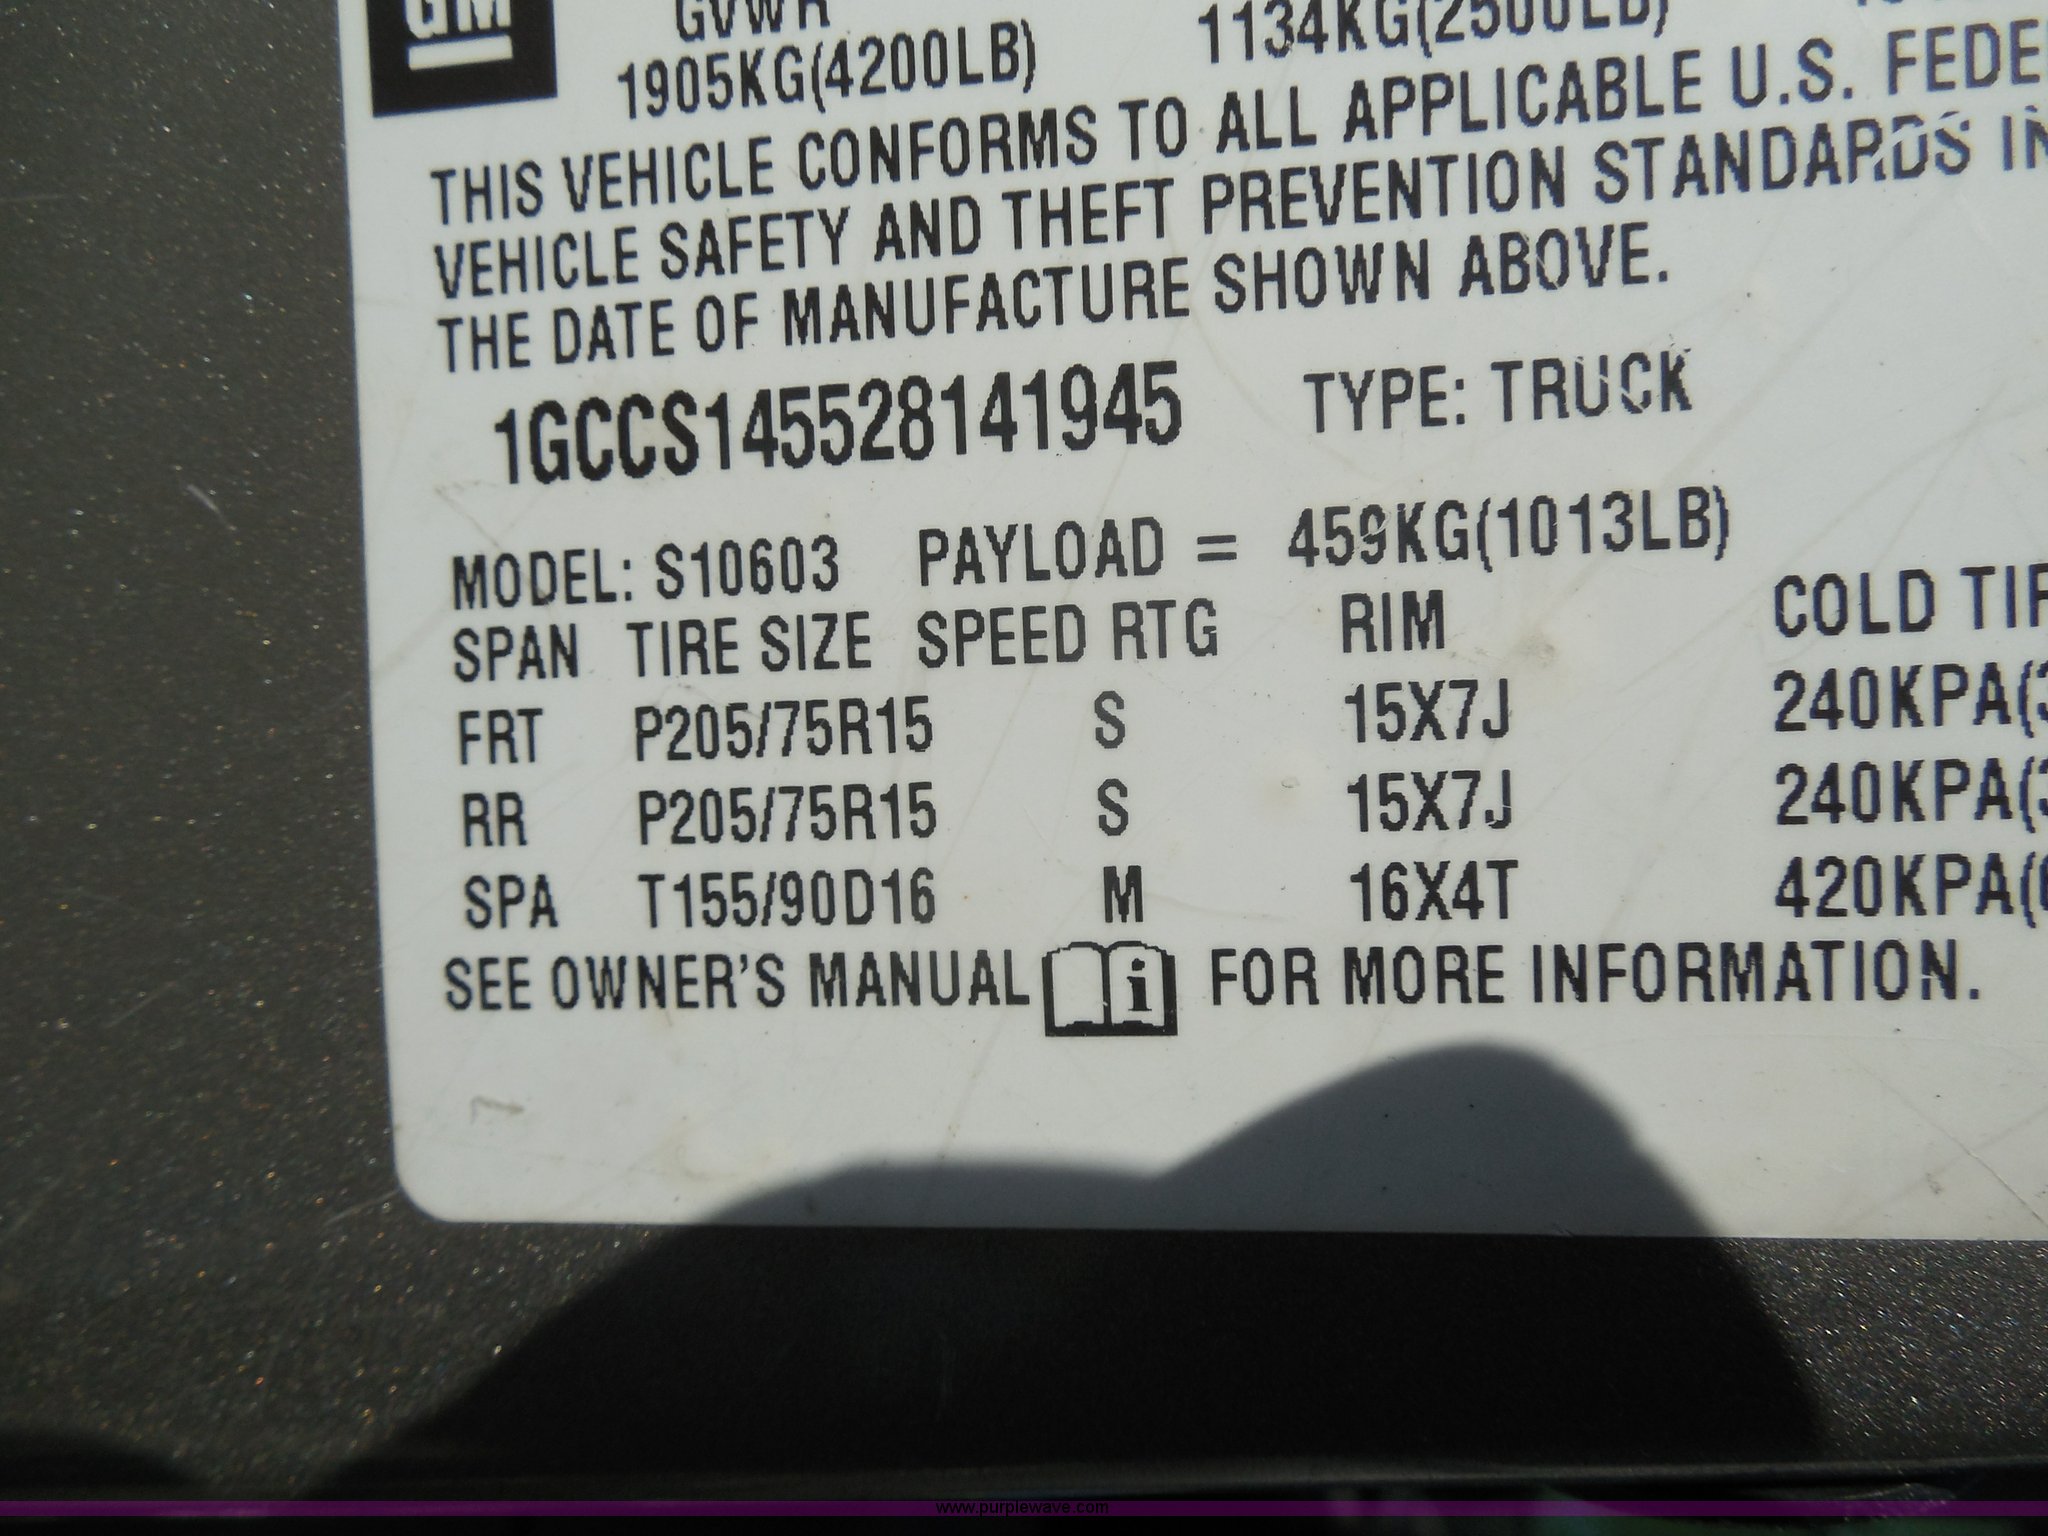 GM GVWR
1905KG(4200LB) 1134KG(2500LB)
THIS VEHICLE CONFORMS TO ALL APPLICABLE U.S. FEDE
VEHICLE SAFETY AND THEFT PREVENTION STANDARDS IN
THE DATE OF MANUFACTURE SHOWN ABOVE.
1GCCS145528141945 TYPE: TRUCK
MODEL: S10603 PAYLOAD = 459KG(1013LB)
SPAN TIRE SIZE SPEED RTG RIM COLD TIR
FRT P205/75R15 S 15X7J 240KPA(3
RR P205/75R15 S 15X7J 240KPA(3
SPA T155/90D16 M 16X4T 420KPA(6
SEE OWNER'S MANUAL i FOR MORE INFORMATION.
www.purplewave.com